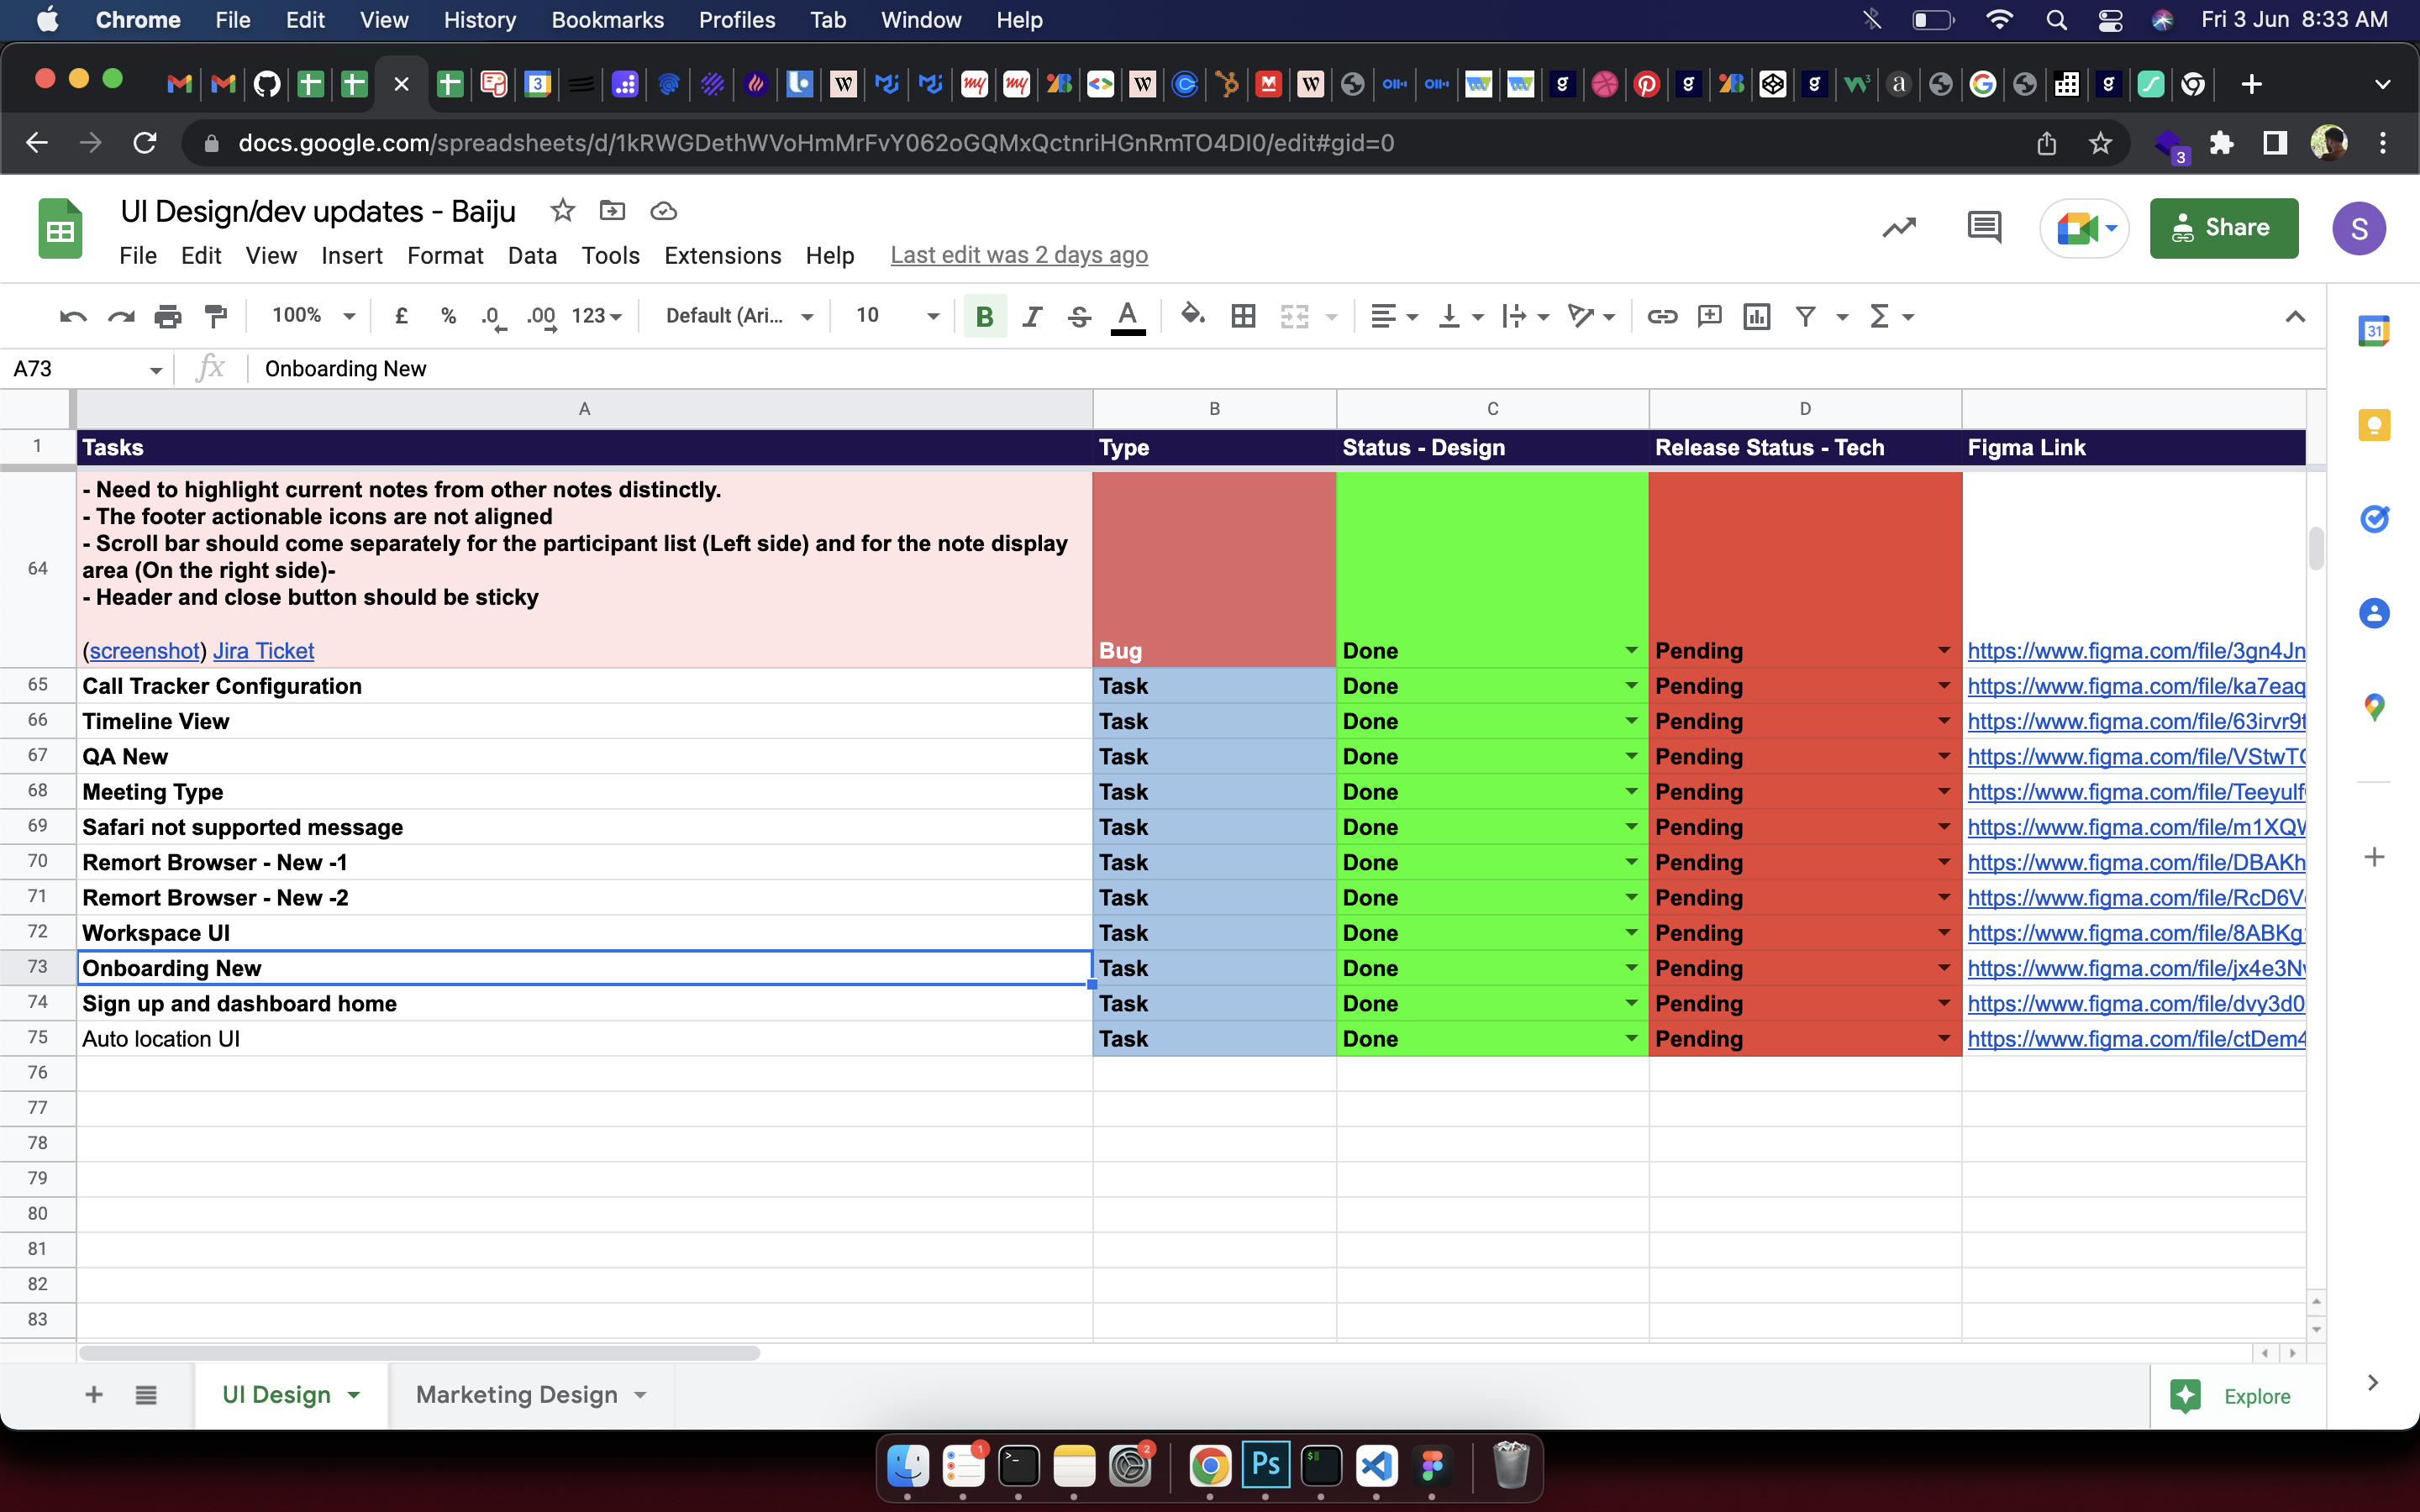 Chrome File Edit View History Bookmarks Profiles Tab Window Help Fri 3 Jun 8:33 AM
docs.google.com/spreadsheets/d/1kRWGDethWVoHmMrFvY062oGQMxQctnriHGnRmTO4DI0/edit#gid=0
3
UI Design/dev updates - Baiju
File Edit View Insert Format Data Tools Extensions Help Last edit was 2 days ago
Share
S
100% £ % .0 .00 123 Default (Ari... 10 B I S A
31
A73 fx Onboarding New
A B C D
1 Tasks Type Status - Design Release Status - Tech Figma Link
- Need to highlight current notes from other notes distinctly.
- The footer actionable icons are not aligned
- Scroll bar should come separately for the participant list (Left side) and for the note display
area (On the right side)-
- Header and close button should be sticky
64 (screenshot) Jira Ticket Bug Done Pending https://www.figma.com/file/3gn4Jn
65 Call Tracker Configuration Task Done Pending https://www.figma.com/file/ka7eaq
66 Timeline View Task Done Pending https://www.figma.com/file/63irvr9t
67 QA New Task Done Pending https://www.figma.com/file/VStwT
68 Meeting Type Task Done Pending https://www.figma.com/file/Teeyulf
69 Safari not supported message Task Done Pending https://www.figma.com/file/m1XQ
70 Remort Browser - New -1 Task Done Pending https://www.figma.com/file/DBAKh
71 Remort Browser - New -2 Task Done Pending https://www.figma.com/file/RcD6V
72 Workspace UI Task Done Pending https://www.figma.com/file/8ABKg
73 Onboarding New Task Done Pending https://www.figma.com/file/jx4e3N
74 Sign up and dashboard home Task Done Pending https://www.figma.com/file/dvy3d0
75 Auto location UI Task Done Pending https://www.figma.com/file/ctDem4
76
77
78
79
80
81
82
83
UI Design Marketing Design Explore
1 2 Ps